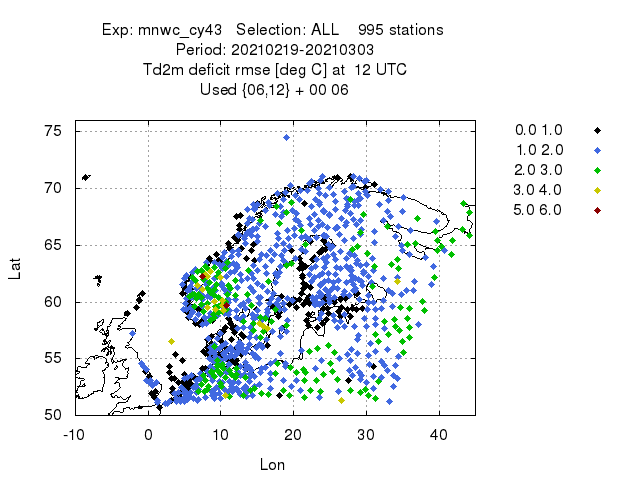 Exp: mnwc_cy43 Selection: ALL 995 stations
Period: 20210219-20210303
Td2m deficit rmse [deg C] at 12 UTC
Used {06,12} + 00 06
0.0 1.0
1.0 2.0
2.0 3.0
3.0 4.0
5.0 6.0
75
70
65
60
55
50
Lat
-10 0 10 20 30 40
Lon